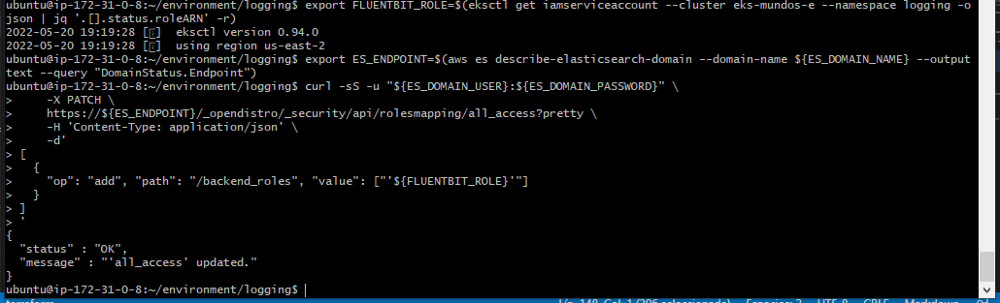 ubuntu@ip-172-31-0-8:~/environment/logging$ export FLUENTBIT_ROLE=$(eksctl get iamserviceaccount --cluster eks-mundos-e --namespace logging -o
json | jq '.[].status.roleARN' -r)
2022-05-20 19:19:28 [ℹ]  eksctl version 0.94.0
2022-05-20 19:19:28 [ℹ]  using region us-east-2
ubuntu@ip-172-31-0-8:~/environment/logging$ export ES_ENDPOINT=$(aws es describe-elasticsearch-domain --domain-name ${ES_DOMAIN_NAME} --output
text --query "DomainStatus.Endpoint")
ubuntu@ip-172-31-0-8:~/environment/logging$ curl -sS -u "${ES_DOMAIN_USER}:${ES_DOMAIN_PASSWORD}" \
>     -X PATCH \
>     https://${ES_ENDPOINT}/_opendistro/_security/api/rolesmapping/all_access?pretty \
>     -H 'Content-Type: application/json' \
>     -d'
> [
>   {
>     "op": "add", "path": "/backend_roles", "value": ["'${FLUENTBIT_ROLE}'"]
>   }
> ]
> '
{
  "status" : "OK",
  "message" : "'all_access' updated."
}
ubuntu@ip-172-31-0-8:~/environment/logging$